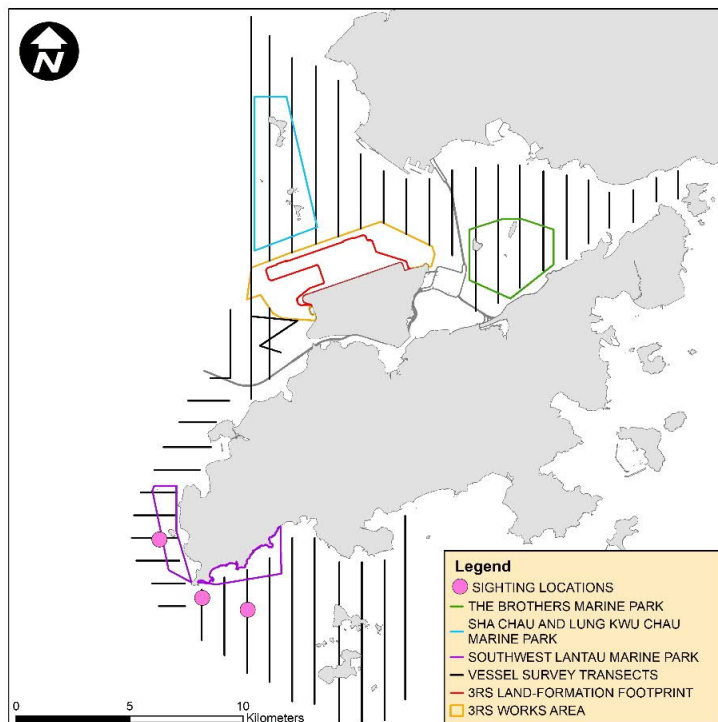 N
Legend
SIGHTING LOCATIONS
THE BROTHERS MARINE PARK
SHA CHAU AND LUNG KWU CHAU
MARINE PARK
SOUTHWEST LANTAU MARINE PARK
VESSEL SURVEY TRANSECTS
3RS LAND-FORMATION FOOTPRINT
3RS WORKS AREA
0 5 10
Kilometers